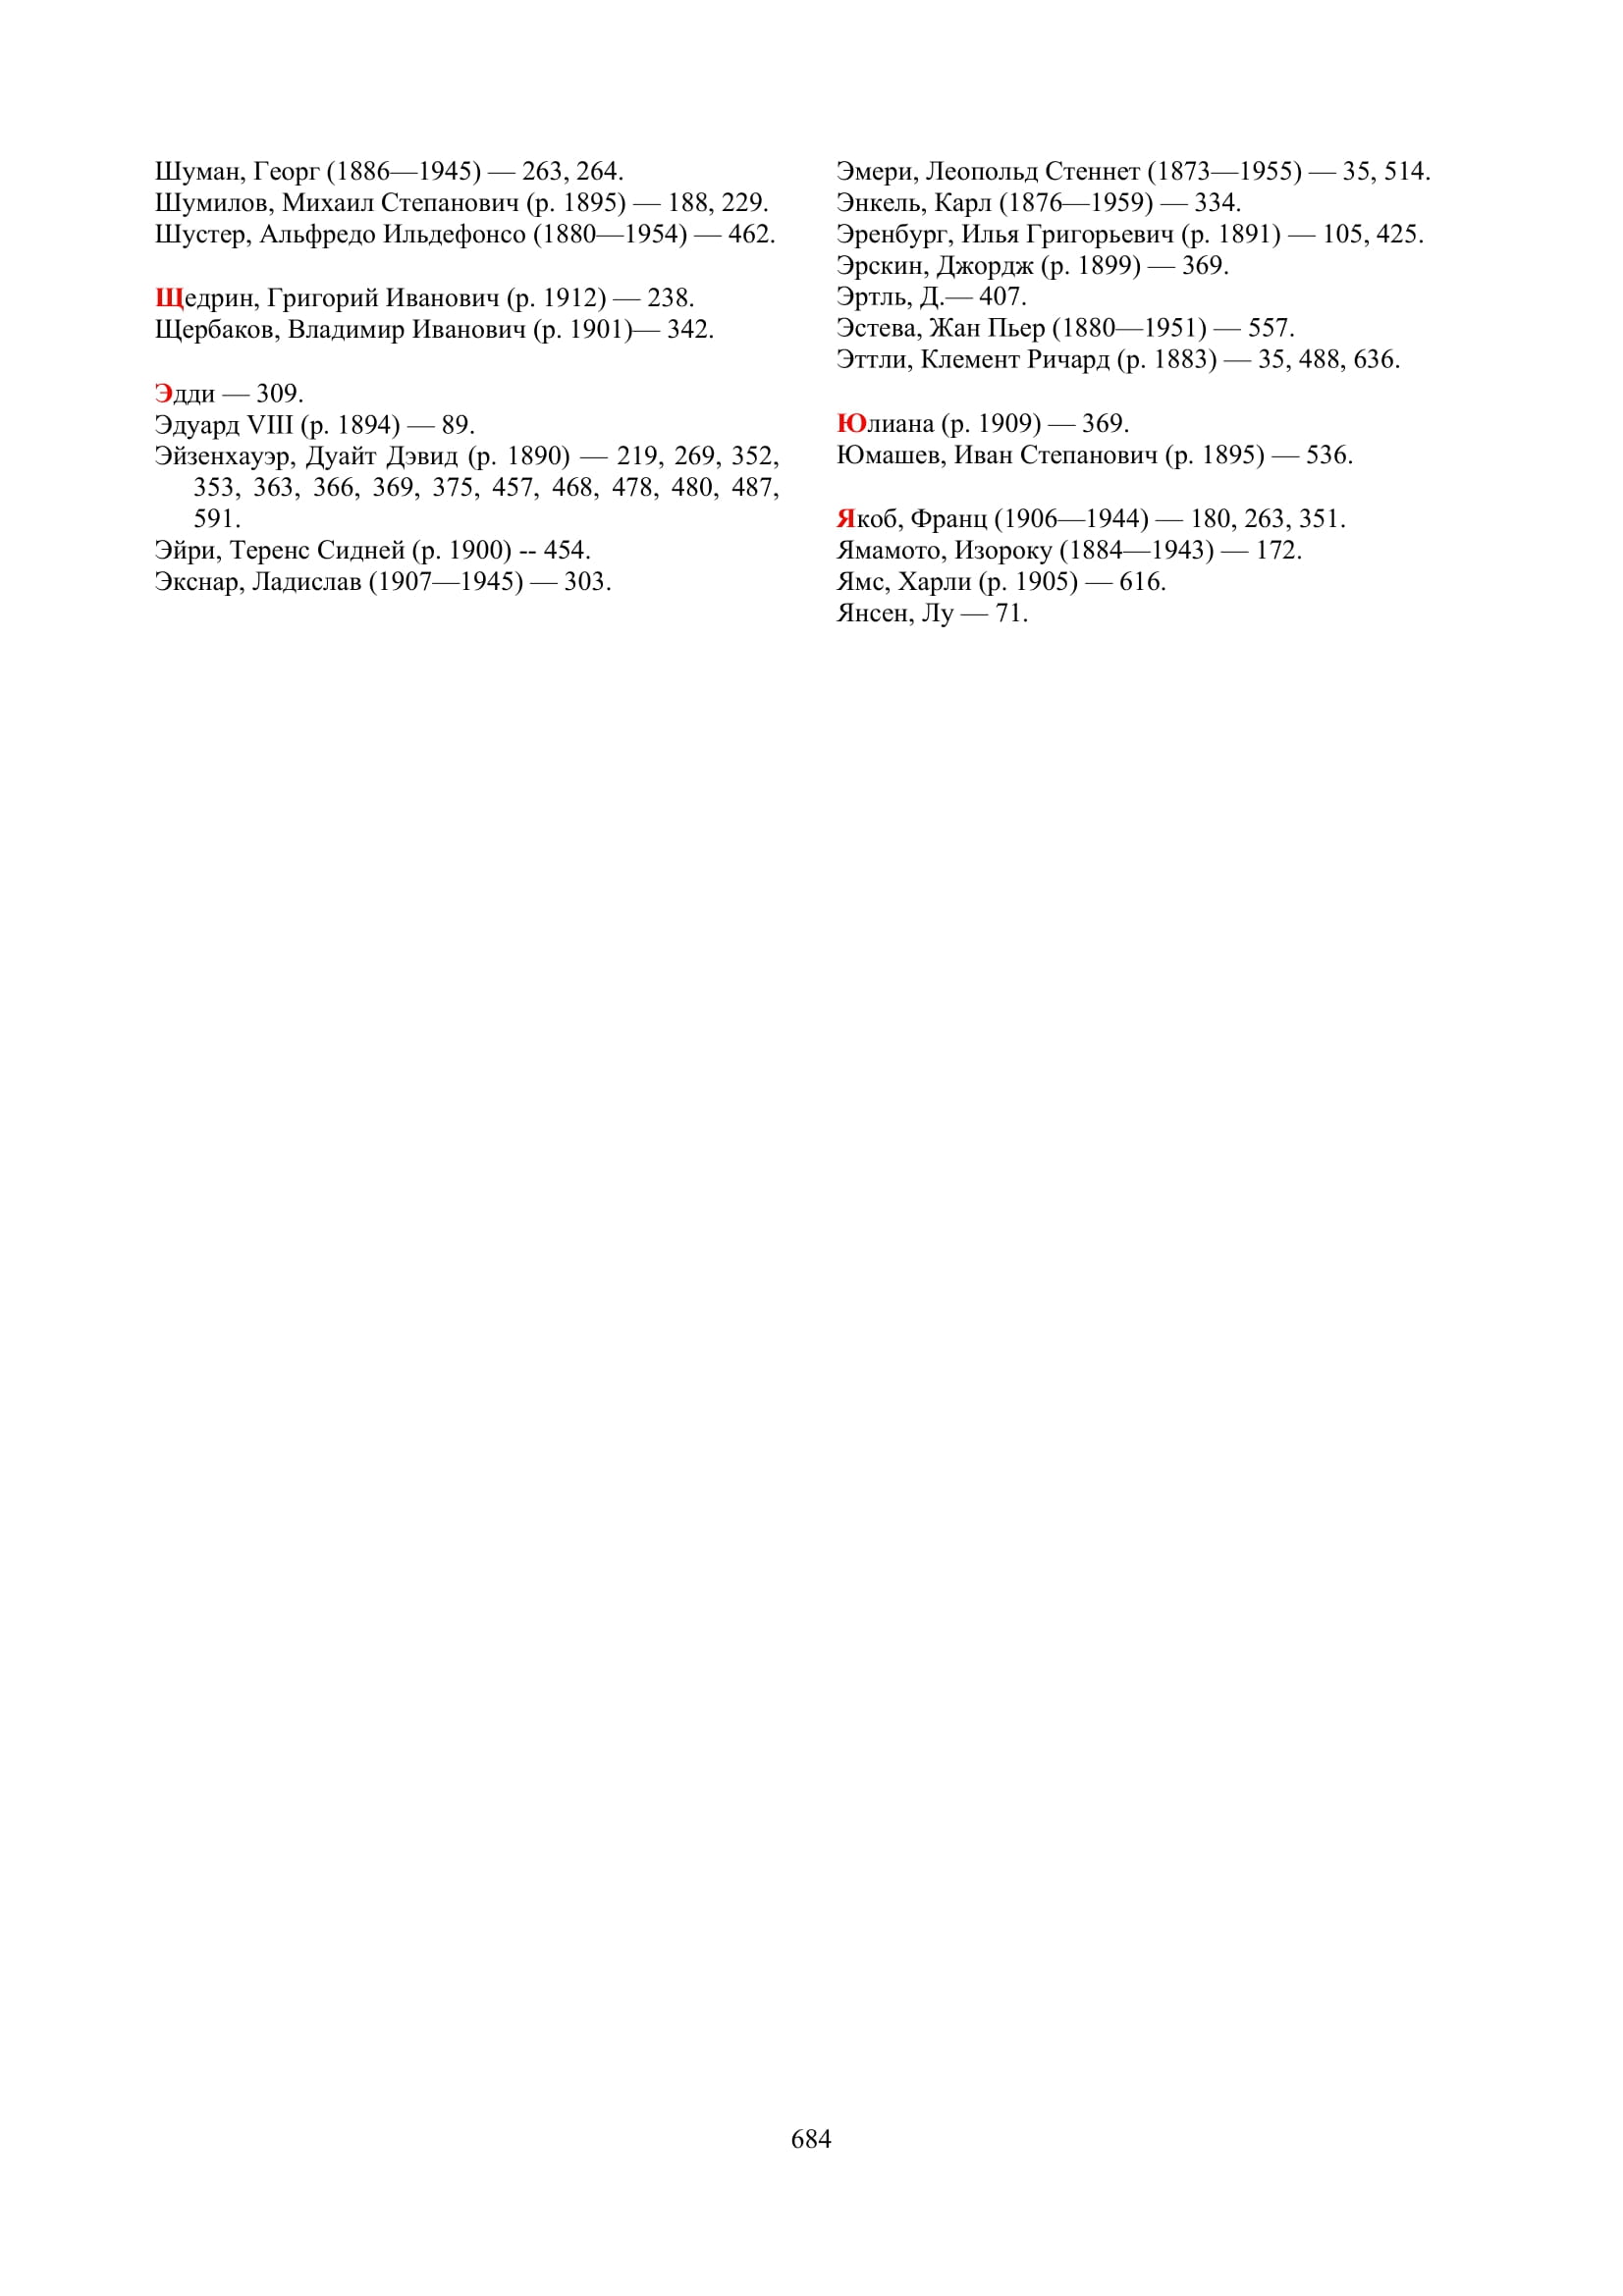 Шуман, Георг (1886—1945) — 263, 264.
Шумилов, Михаил Степанович (р. 1895) — 188, 229.
Шустер, Альфредо Ильдефонсо (1880—1954) — 462.
Щедрин, Григорий Иванович (р. 1912) — 238.
Щербаков, Владимир Иванович (р. 1901)— 342.
Эдди — 309.
Эдуард VIII (р. 1894) — 89.
Эйзенхауэр, Дуайт Дэвид (р. 1890) — 219, 269, 352,
353, 363, 366, 369, 375, 457, 468, 478, 480, 487,
591.
Эйри, Теренс Сидней (р. 1900) -- 454.
Экснар, Ладислав (1907—1945) — 303.
Эмери, Леопольд Стеннет (1873—1955) — 35, 514.
Энкель, Карл (1876—1959) — 334.
Эренбург, Илья Григорьевич (р. 1891) — 105, 425.
Эрскин, Джордж (р. 1899) — 369.
Эртль, Д.— 407.
Эстева, Жан Пьер (1880—1951) — 557.
Эттли, Клемент Ричард (р. 1883) — 35, 488, 636.
Юлиана (р. 1909) — 369.
Юмашев, Иван Степанович (р. 1895) — 536.
Якоб, Франц (1906—1944) — 180, 263, 351.
Ямамото, Изороку (1884—1943) — 172.
Ямс, Харли (р. 1905) — 616.
Янсен, Лу — 71.
684